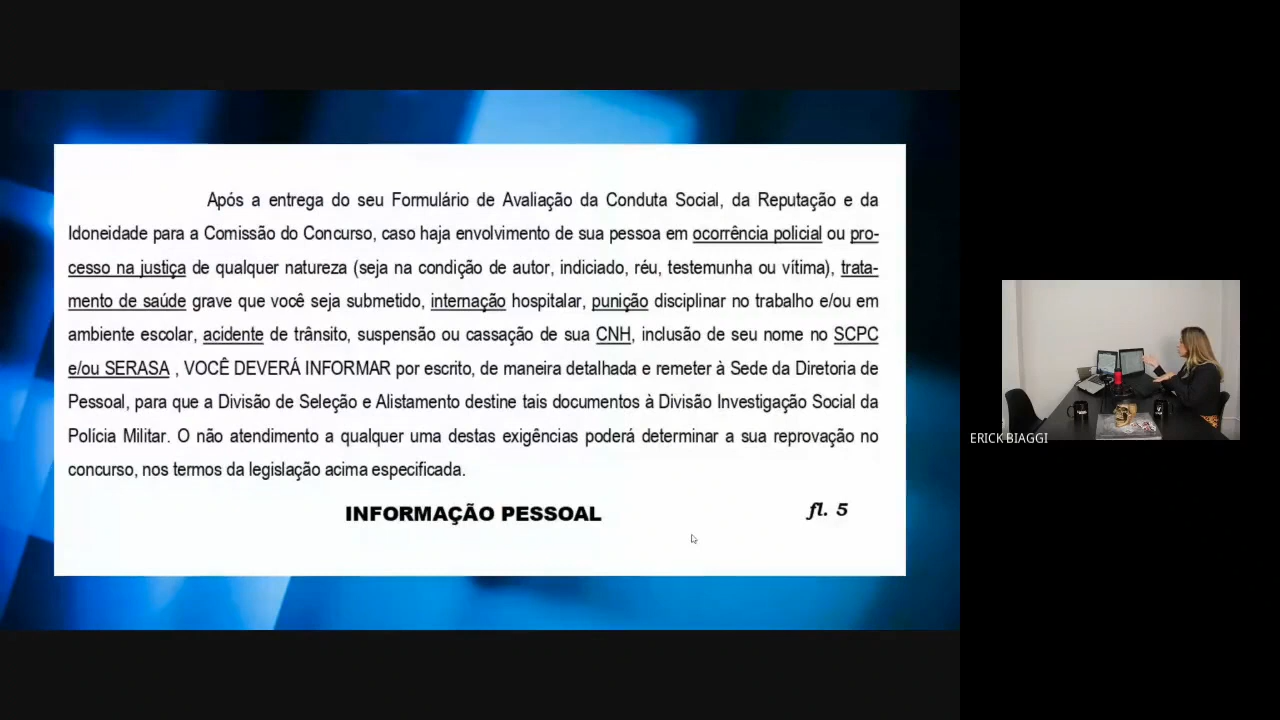 Após a entrega do seu Formulário de Avaliação da Conduta Social, da Reputação e da
Idoneidade para a Comissão do Concurso, caso haja envolvimento de sua pessoa em ocorrência policial ou pro-
cesso na justiça de qualquer natureza (seja na condição de autor, indiciado, réu, testemunha ou vítima), trata-
mento de saúde grave que você seja submetido, internação hospitalar, punição disciplinar no trabalho e/ou em
ambiente escolar, acidente de trânsito, suspensão ou cassação de sua CNH, inclusão de seu nome no SCPC
e/ou SERASA , VOCÊ DEVERÁ INFORMAR por escrito, de maneira detalhada e remeter à Sede da Diretoria de
Pessoal, para que a Divisão de Seleção e Alistamento destine tais documentos à Divisão Investigação Social da
Polícia Militar. O não atendimento a qualquer uma destas exigências poderá determinar a sua reprovação no
concurso, nos termos da legislação acima especificada.
INFORMAÇÃO PESSOAL
fl. 5
ERICK BIAGGI